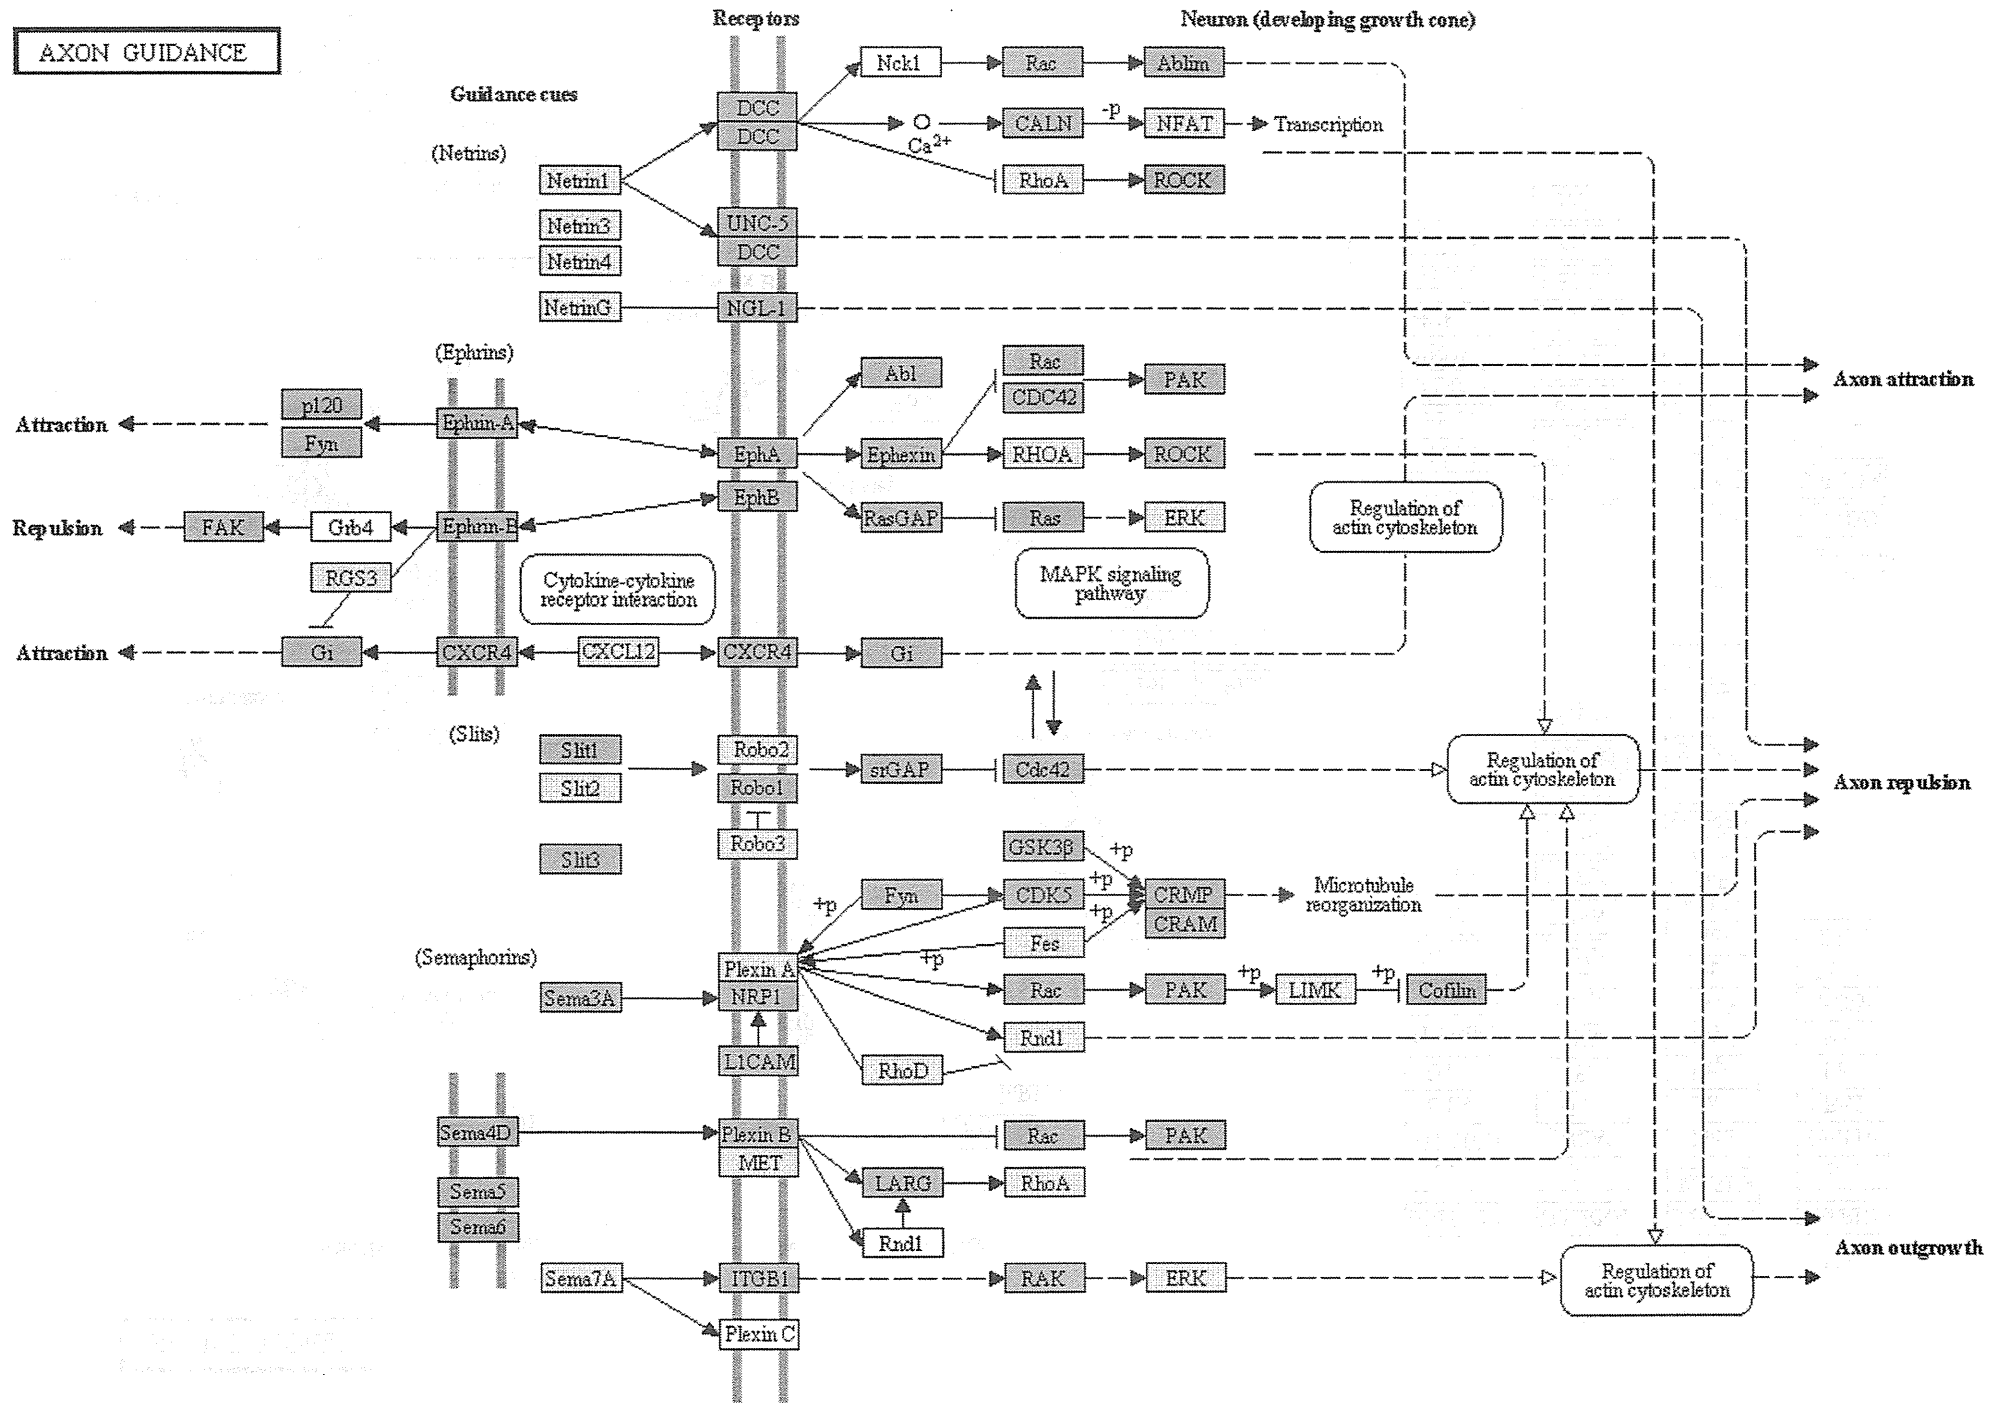 AXON GUIDANCE
Receptors
Neuron (developing growth cone)
Guidance cues
Nck1
Rac
Ablim
DCC
DCC
Ca2+
CALN
-p
NFAT
Transcription
(Netrins)
Netrin1
RhoA
ROCK
Netrin3
Netrin4
UNC-5
DCC
NetrinG
NGL-1
(Ephrins)
Abl
Rac
CDC42
PAK
Axon attraction
Attraction
p120
Fyn
Ephrin-A
EphA
Ephexin
RHOA
ROCK
EphB
RasGAP
Ras
ERK
Regulation of
actin cytoskeleton
Repulsion
FAK
Grb4
Ephrin-B
RGS3
Cytokine-cytokine
receptor interaction
MAPK signaling
pathway
Attraction
Gi
CXCR4
CXCL12
CXCR4
Gi
(Slits)
Slit1
Slit2
Robo2
Robo1
srGAP
Cdc42
Regulation of
actin cytoskeleton
Axon repulsion
Slit3
Robo3
GSK3β
+p
Fyn
+p
CDK5
+p
CRMP
CRAM
Microtubule
reorganization
Fes
+p
+p
(Semaphorins)
Sema3A
Plexin A
NRP1
Rac
PAK
+p
LIMK
+p
Cofilin
Rnd1
L1CAM
RhoD
Sema4D
Plexin B
MET
Rac
PAK
LARG
RhoA
Sema5
Sema6
Rnd1
Axon outgrowth
Sema7A
ITGB1
RAK
ERK
Regulation of
actin cytoskeleton
Plexin C